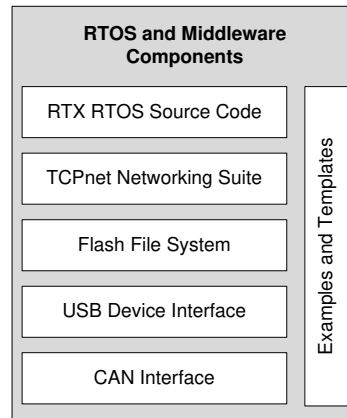 RTOS and Middleware
Components
RTX RTOS Source Code
TCPnet Networking Suite
Flash File System
USB Device Interface
CAN Interface
Examples and Templates